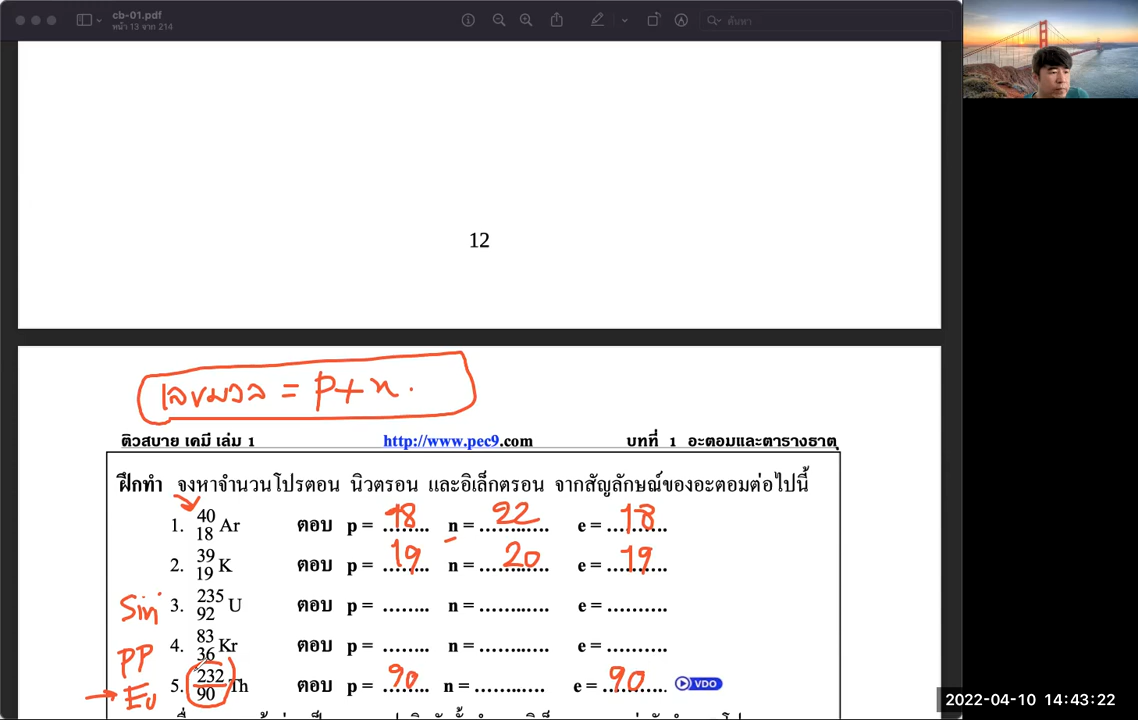 cb-01.pdf
หน้า 13 จาก 214
ค้นหา
12
เลขมวล = p+n.
ติวสบาย เคมี เล่ม 1 http://www.pec9.com บทที่ 1 อะตอมและตารางธาตุ
ฝึกทำ จงหาจำนวนโปรตอน นิวตรอน และอิเล็กตรอน จากสัญลักษณ์ของอะตอมต่อไปนี้
1. 40 18 Ar ตอบ p = 18 n = 22 e = 18
2. 39 19 K ตอบ p = 19 n = 20 e = 19
Sin 3. 235 92 U ตอบ p = ........ n = ............ e = ..........
PP 4. 83 36 Kr ตอบ p = ........ n = ............ e = ..........
Eu 5. 232 90 Th ตอบ p = 90 n = ............ e = 90 VDO
2022-04-10 14:43:22